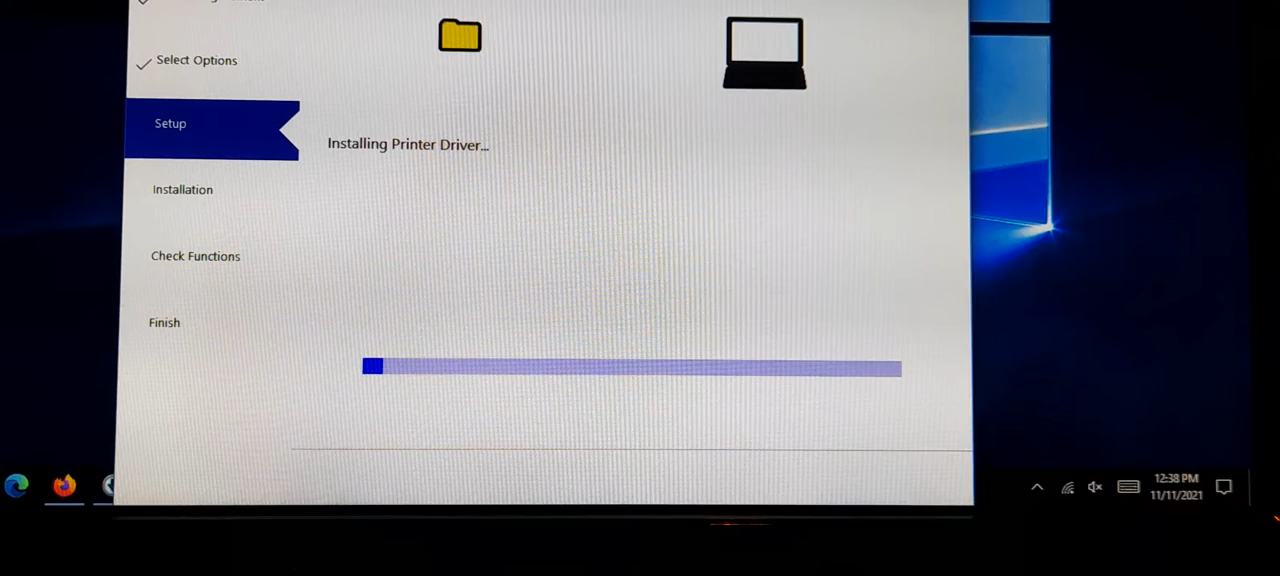 Select Options
Setup
Installing Printer Driver...
Installation
Check Functions
Finish
12:38 PM
11/11/2021